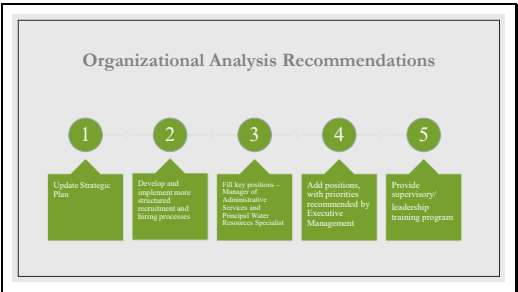 Organizational Analysis Recommendations
1
2
3
4
5
Update Strategic
Plan
Develop and
implement more
structured
recruitment and
hiring processes
Fill key positions –
Manager of
Administrative
Services and
Principal Water
Resources Specialist
Add positions,
with priorities
recommended by
Executive
Management
Provide
supervisory/
leadership
training program